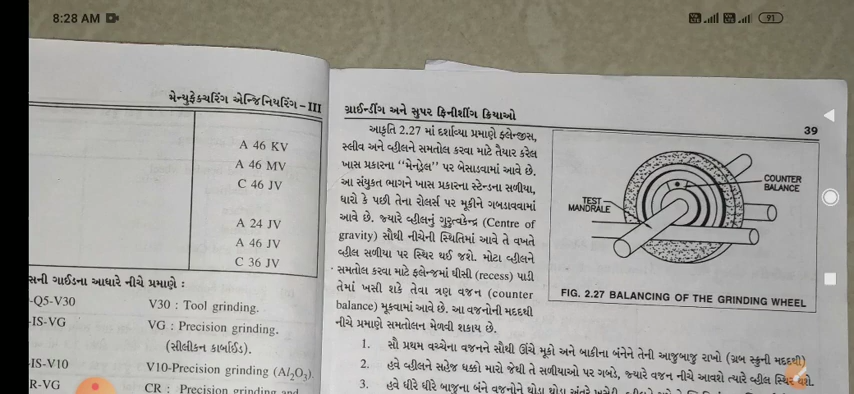 8:28 AM
91
મેન્યુફેક્ચરિંગ એન્જિનિયરિંગ – III
A 46 KV
A 46 MV
C 46 JV
A 24 JV
A 46 JV
C 36 JV
સની ગાઈડના આધારે નીચે પ્રમાણે :
-Q5-V30 V30 : Tool grinding.
-IS-VG VG : Precision grinding.
(સીલીકન કાર્બાઈડ).
-IS-V10 V10-Precision grinding (Al₂O₃).
R-VG CR : Precision grinding and
ગ્રાઈન્ડીંગ અને સુપર ફિનીશીંગ ક્રિયાઓ
39
આકૃતિ 2.27 માં દર્શાવ્યા પ્રમાણે ફ્લેન્જીસ,
સ્લીવ અને વ્હીલને સમતોલ કરવા માટે તૈયાર કરેલ
ખાસ પ્રકારના “મેન્ડ્રેલ” પર બેસાડવામાં આવે છે.
આ સંયુક્ત ભાગને ખાસ પ્રકારના સ્ટેન્ડના સળીયા,
ધારો કે પછી તેના રોલર્સ પર મૂકીને ગબડાવવામાં
આવે છે. જ્યારે વ્હીલનું ગુરુત્વકેન્દ્ર (Centre of
gravity) સૌથી નીચેની સ્થિતિમાં આવે તે વખતે
વ્હીલ સળીયા પર સ્થિર થઈ જશે. મોટા વ્હીલને
સમતોલ કરવા માટે ફ્લેન્જમાં ઘીસી (recess) પાડી
તેમાં ખસી શકે તેવા ત્રણ વજન (counter
balance) મૂકવામાં આવે છે. આ વજનોની મદદથી
નીચે પ્રમાણે સમતોલન મેળવી શકાય છે.
COUNTER
BALANCE
TEST
MANDRALE
FIG. 2.27 BALANCING OF THE GRINDING WHEEL
1. સૌ પ્રથમ વચ્ચેના વજનને સૌથી ઊંચે મૂકો અને બાકીના બંનેને તેની આજુબાજુ રાખો (ગ્રબ સ્ક્રુની મદદથી)
2. હવે વ્હીલને સહેજ ધક્કો મારો જેથી તે સળીયાઓ પર ગબડે, જ્યારે વજન નીચે આવશે ત્યારે વ્હીલ સ્થિર થશે.
3. હવે ધીરે ધીરે બાજુના બંને વજનોને થોડા થોડા અંતરે